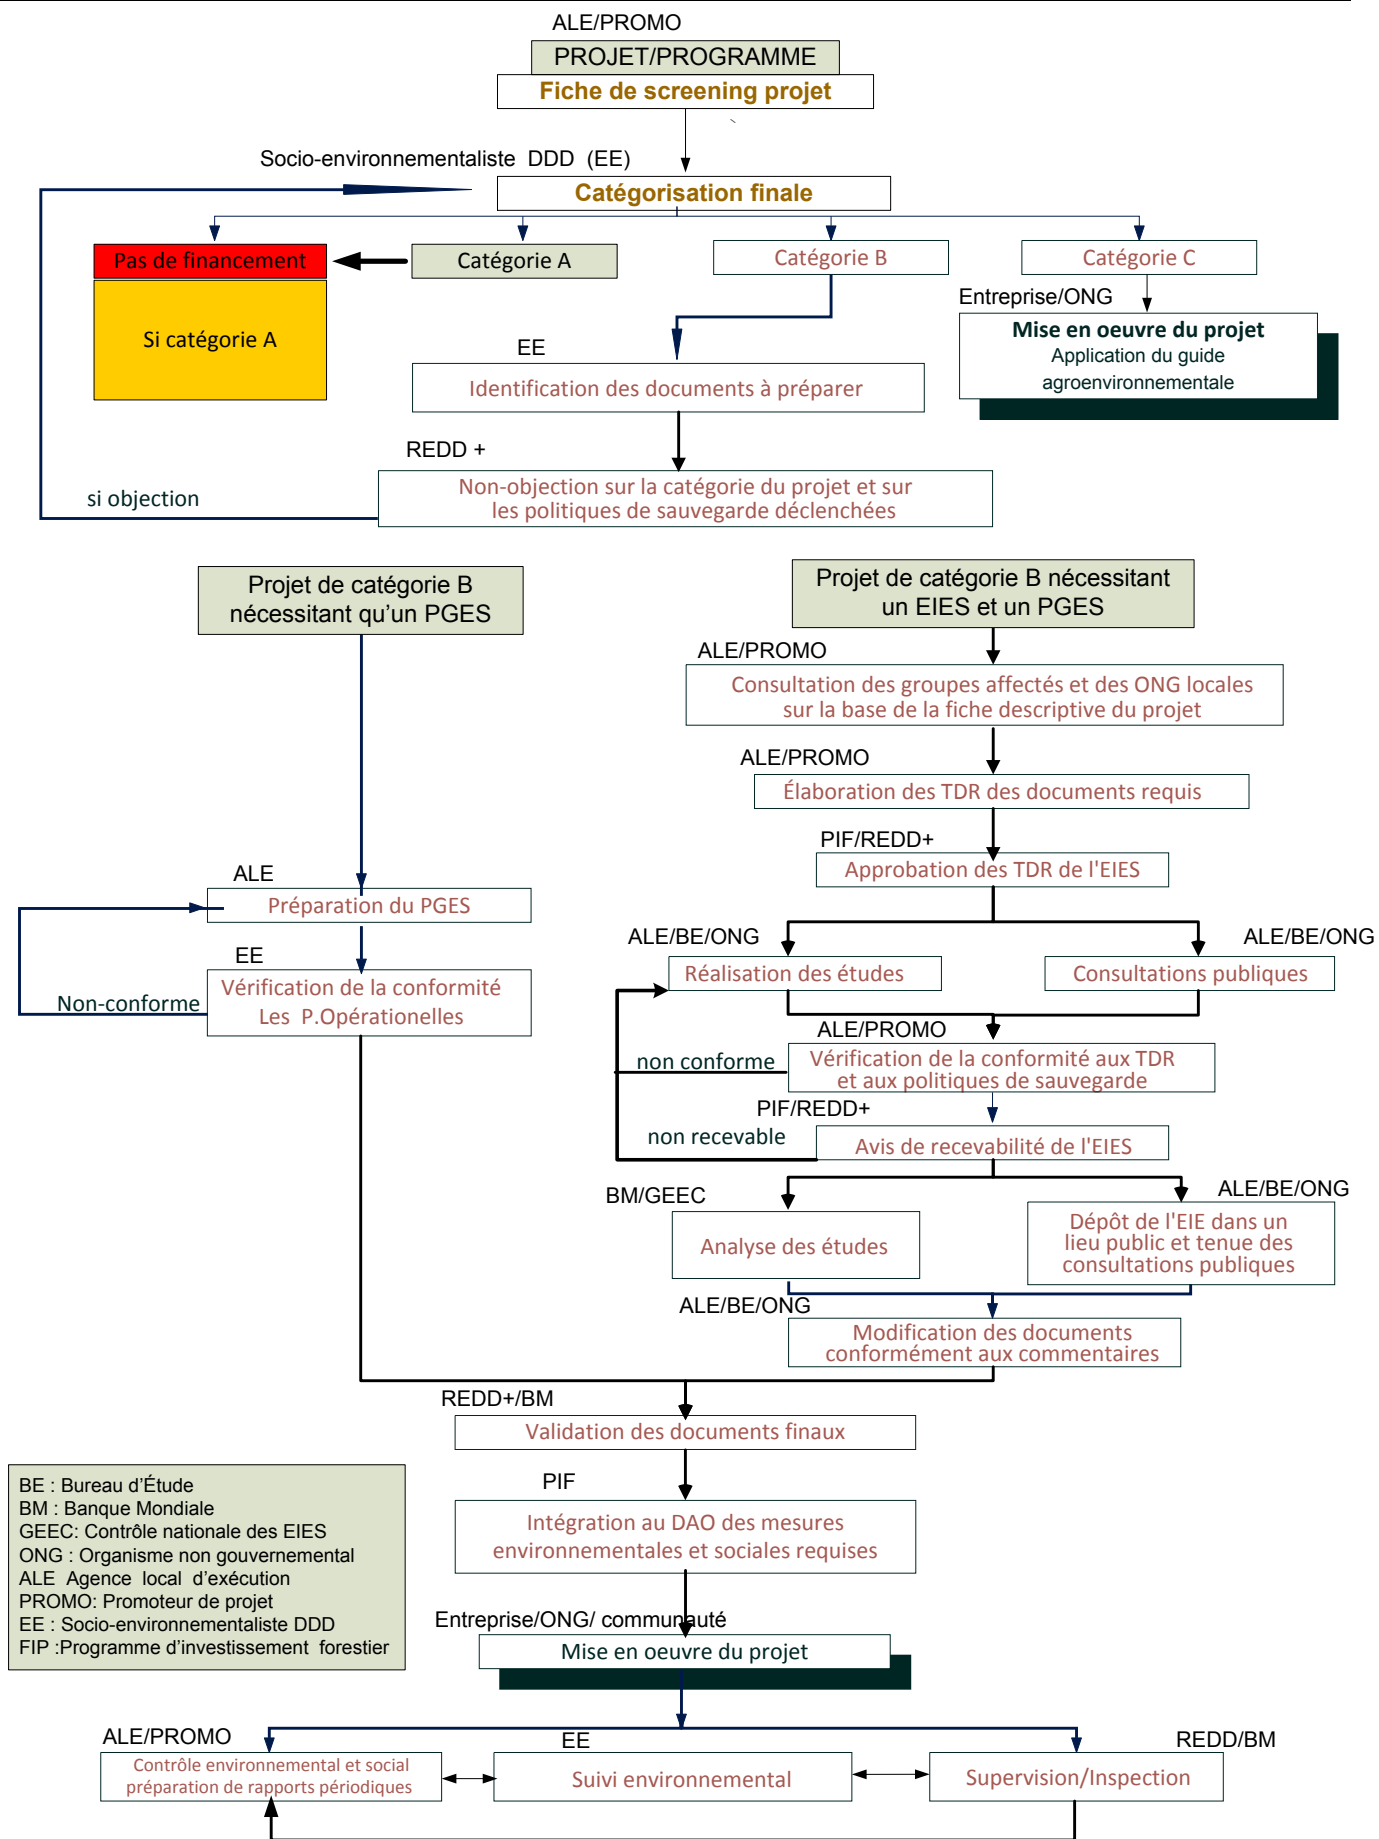 ALE/PROMO
PROJET/PROGRAMME
Fiche de screening projet
Socio-environnementaliste DDD (EE)
Catégorisation finale
Pas de financement
Catégorie A
Catégorie B
Catégorie C
Si catégorie A
Entreprise/ONG
Mise en oeuvre du projet
Application du guide
agroenvironnementale
EE
Identification des documents à préparer
REDD +
si objection
Non-objection sur la catégorie du projet et sur
les politiques de sauvegarde déclenchées
Projet de catégorie B
nécessitant qu'un PGES
Projet de catégorie B nécessitant
un EIES et un PGES
ALE/PROMO
Consultation des groupes affectés et des ONG locales
sur la base de la fiche descriptive du projet
ALE/PROMO
Élaboration des TDR des documents requis
PIF/REDD+
Approbation des TDR de l'EIES
ALE
Préparation du PGES
EE
Vérification de la conformité
Les P.Opérationelles
Non-conforme
ALE/BE/ONG
Réalisation des études
ALE/BE/ONG
Consultations publiques
ALE/PROMO
non conforme
Vérification de la conformité aux TDR
et aux politiques de sauvegarde
PIF/REDD+
non recevable
Avis de recevabilité de l'EIES
BM/GEEC
Analyse des études
ALE/BE/ONG
Dépôt de l'EIE dans un
lieu public et tenue des
consultations publiques
ALE/BE/ONG
Modification des documents
conformément aux commentaires
REDD+/BM
Validation des documents finaux
PIF
Intégration au DAO des mesures
environnementales et sociales requises
BE : Bureau d'Étude
BM : Banque Mondiale
GEEC: Contrôle nationale des EIES
ONG : Organisme non gouvernemental
ALE Agence local d'exécution
PROMO: Promoteur de projet
EE : Socio-environnementaliste DDD
FIP :Programme d'investissement forestier
Entreprise/ONG/ communauté
Mise en oeuvre du projet
ALE/PROMO
Contrôle environnemental et social
préparation de rapports périodiques
EE
Suivi environnemental
REDD/BM
Supervision/Inspection